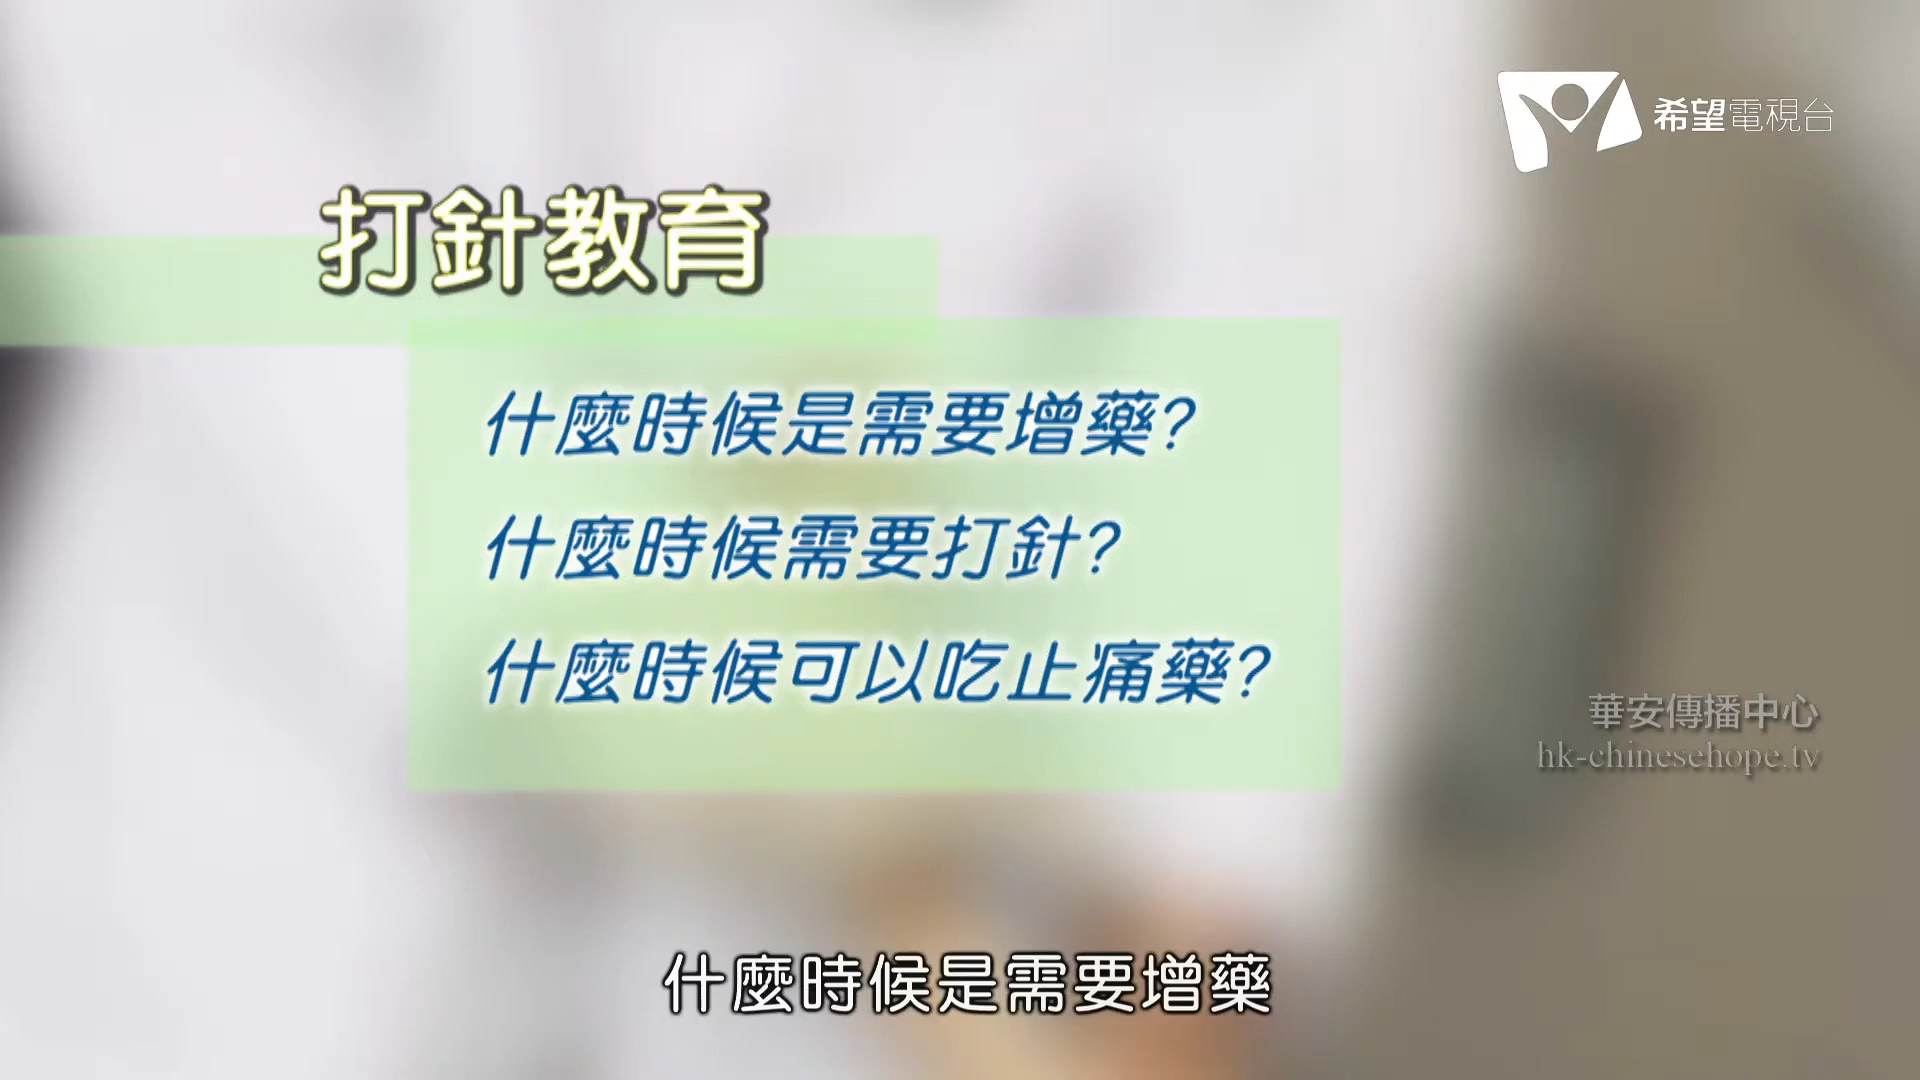 希望電視台
打針教育
什麼時候是需要增藥?
什麼時候需要打針?
什麼時候可以吃止痛藥?
華安傳播中心
hk-chinesehope.tv
什麼時候是需要增藥